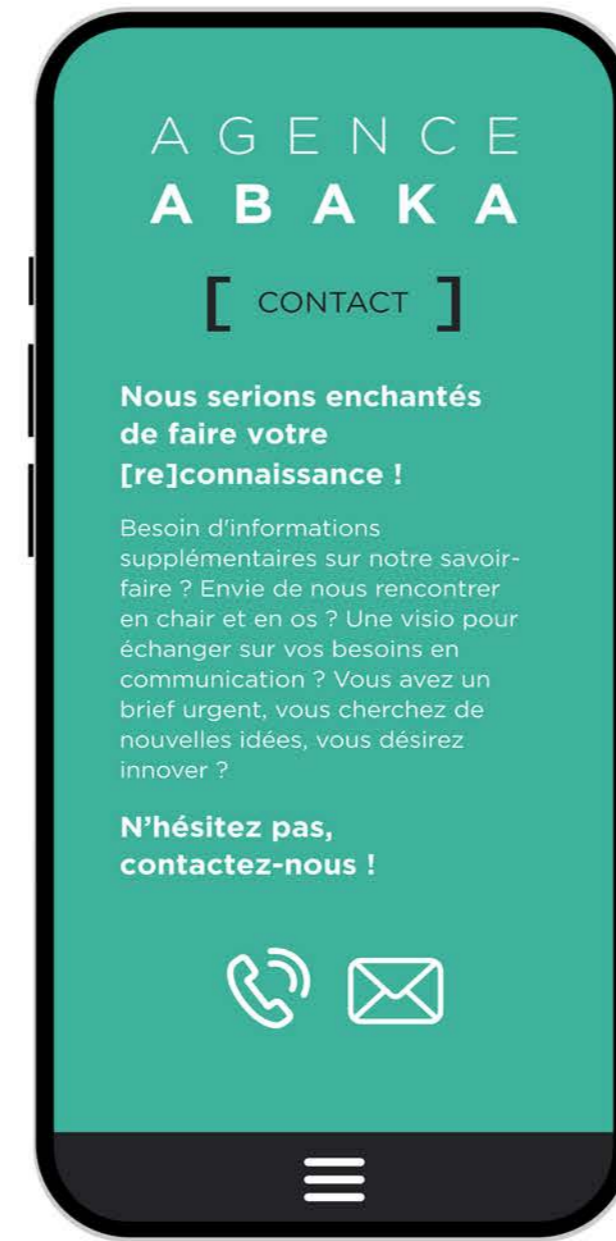 AGENCE
ABAKA
[ CONTACT ]
Nous serions enchantés
de faire votre
[re]connaissance !
Besoin d'informations
supplémentaires sur notre savoir-
faire ? Envie de nous rencontrer
en chair et en os ? Une visio pour
échanger sur vos besoins en
communication ? Vous avez un
brief urgent, vous cherchez de
nouvelles idées, vous désirez
innover ?
N’hésitez pas,
contactez-nous !